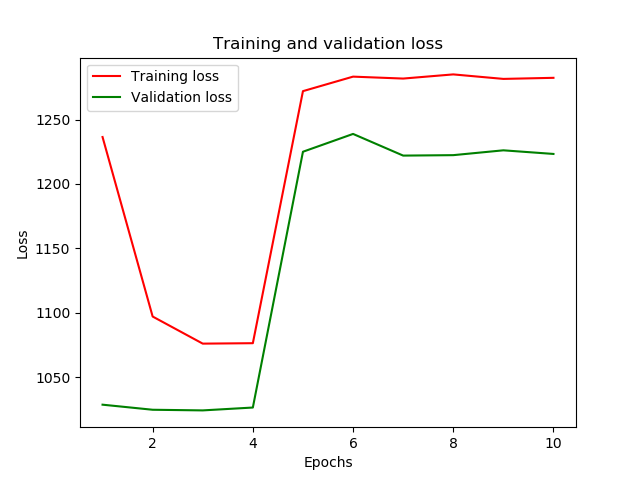 Training and validation loss
Training loss
Validation loss
1250
1200
1150
1100
1050
Loss
2 4 6 8 10
Epochs